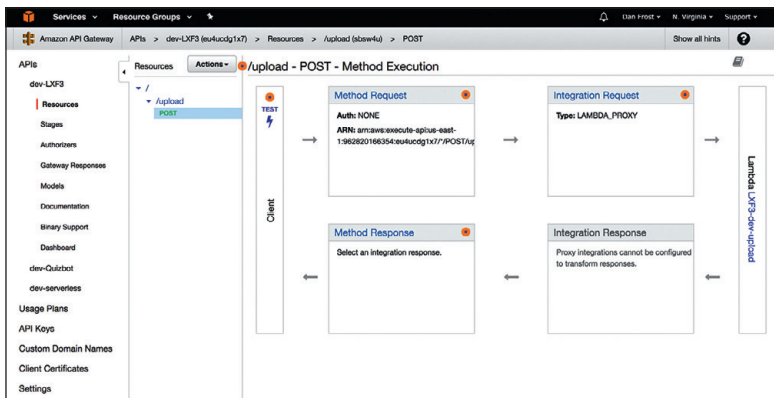 Services Resource Groups Dan Frost N. Virginia Support
Amazon API Gateway APIs > dev-LXF3 (eu4ucdg1x7) > Resources > /upload (sbsw4u) > POST Show all hints ?
APIs
dev-LXF3
Resources
Stages
Authorizers
Gateway Responses
Models
Documentation
Binary Support
Dashboard
dev-Quizbot
dev-serverless
Usage Plans
API Keys
Custom Domain Names
Client Certificates
Settings
Resources Actions
/
/upload
POST
/upload - POST - Method Execution
TEST
Client
Method Request
Auth: NONE
ARN: arn:aws:execute-api:us-east-
1:962820166354:eu4ucdg1x7/*/POST/up
Integration Request
Type: LAMBDA_PROXY
Method Response
Select an integration response.
Integration Response
Proxy integrations cannot be configured
to transform responses.
Lambda LXF3-dev-upload